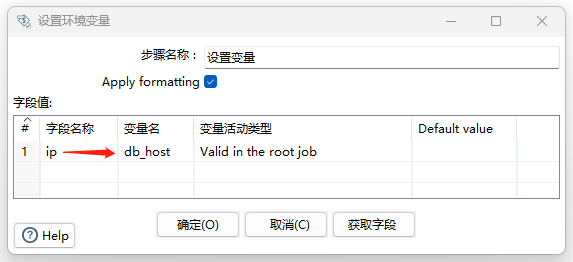 设置环境变量
步骤名称： 设置变量
Apply formatting
字段值:
# 字段名称 变量名 变量活动类型 Default value
1 ip db_host Valid in the root job
确定(O) 取消(C) 获取字段
Help